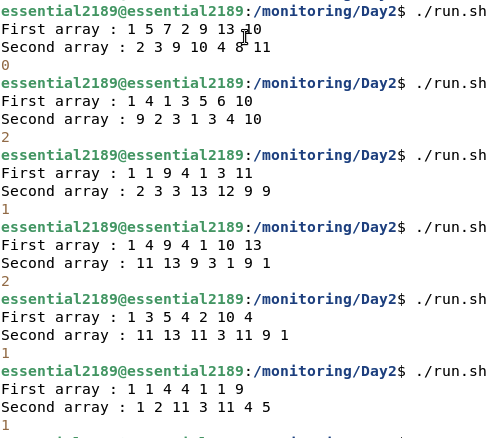 essential2189@essential2189:/monitoring/Day2$ ./run.sh
First array : 1 5 7 2 9 13 10
Second array : 2 3 9 10 4 8 11
0
essential2189@essential2189:/monitoring/Day2$ ./run.sh
First array : 1 4 1 3 5 6 10
Second array : 9 2 3 1 3 4 10
2
essential2189@essential2189:/monitoring/Day2$ ./run.sh
First array : 1 1 9 4 1 3 11
Second array : 2 3 3 13 12 9 9
1
essential2189@essential2189:/monitoring/Day2$ ./run.sh
First array : 1 4 9 4 1 10 13
Second array : 11 13 9 3 1 9 1
2
essential2189@essential2189:/monitoring/Day2$ ./run.sh
First array : 1 3 5 4 2 10 4
Second array : 11 13 11 3 11 9 1
1
essential2189@essential2189:/monitoring/Day2$ ./run.sh
First array : 1 1 4 4 1 1 9
Second array : 1 2 11 3 11 4 5
1